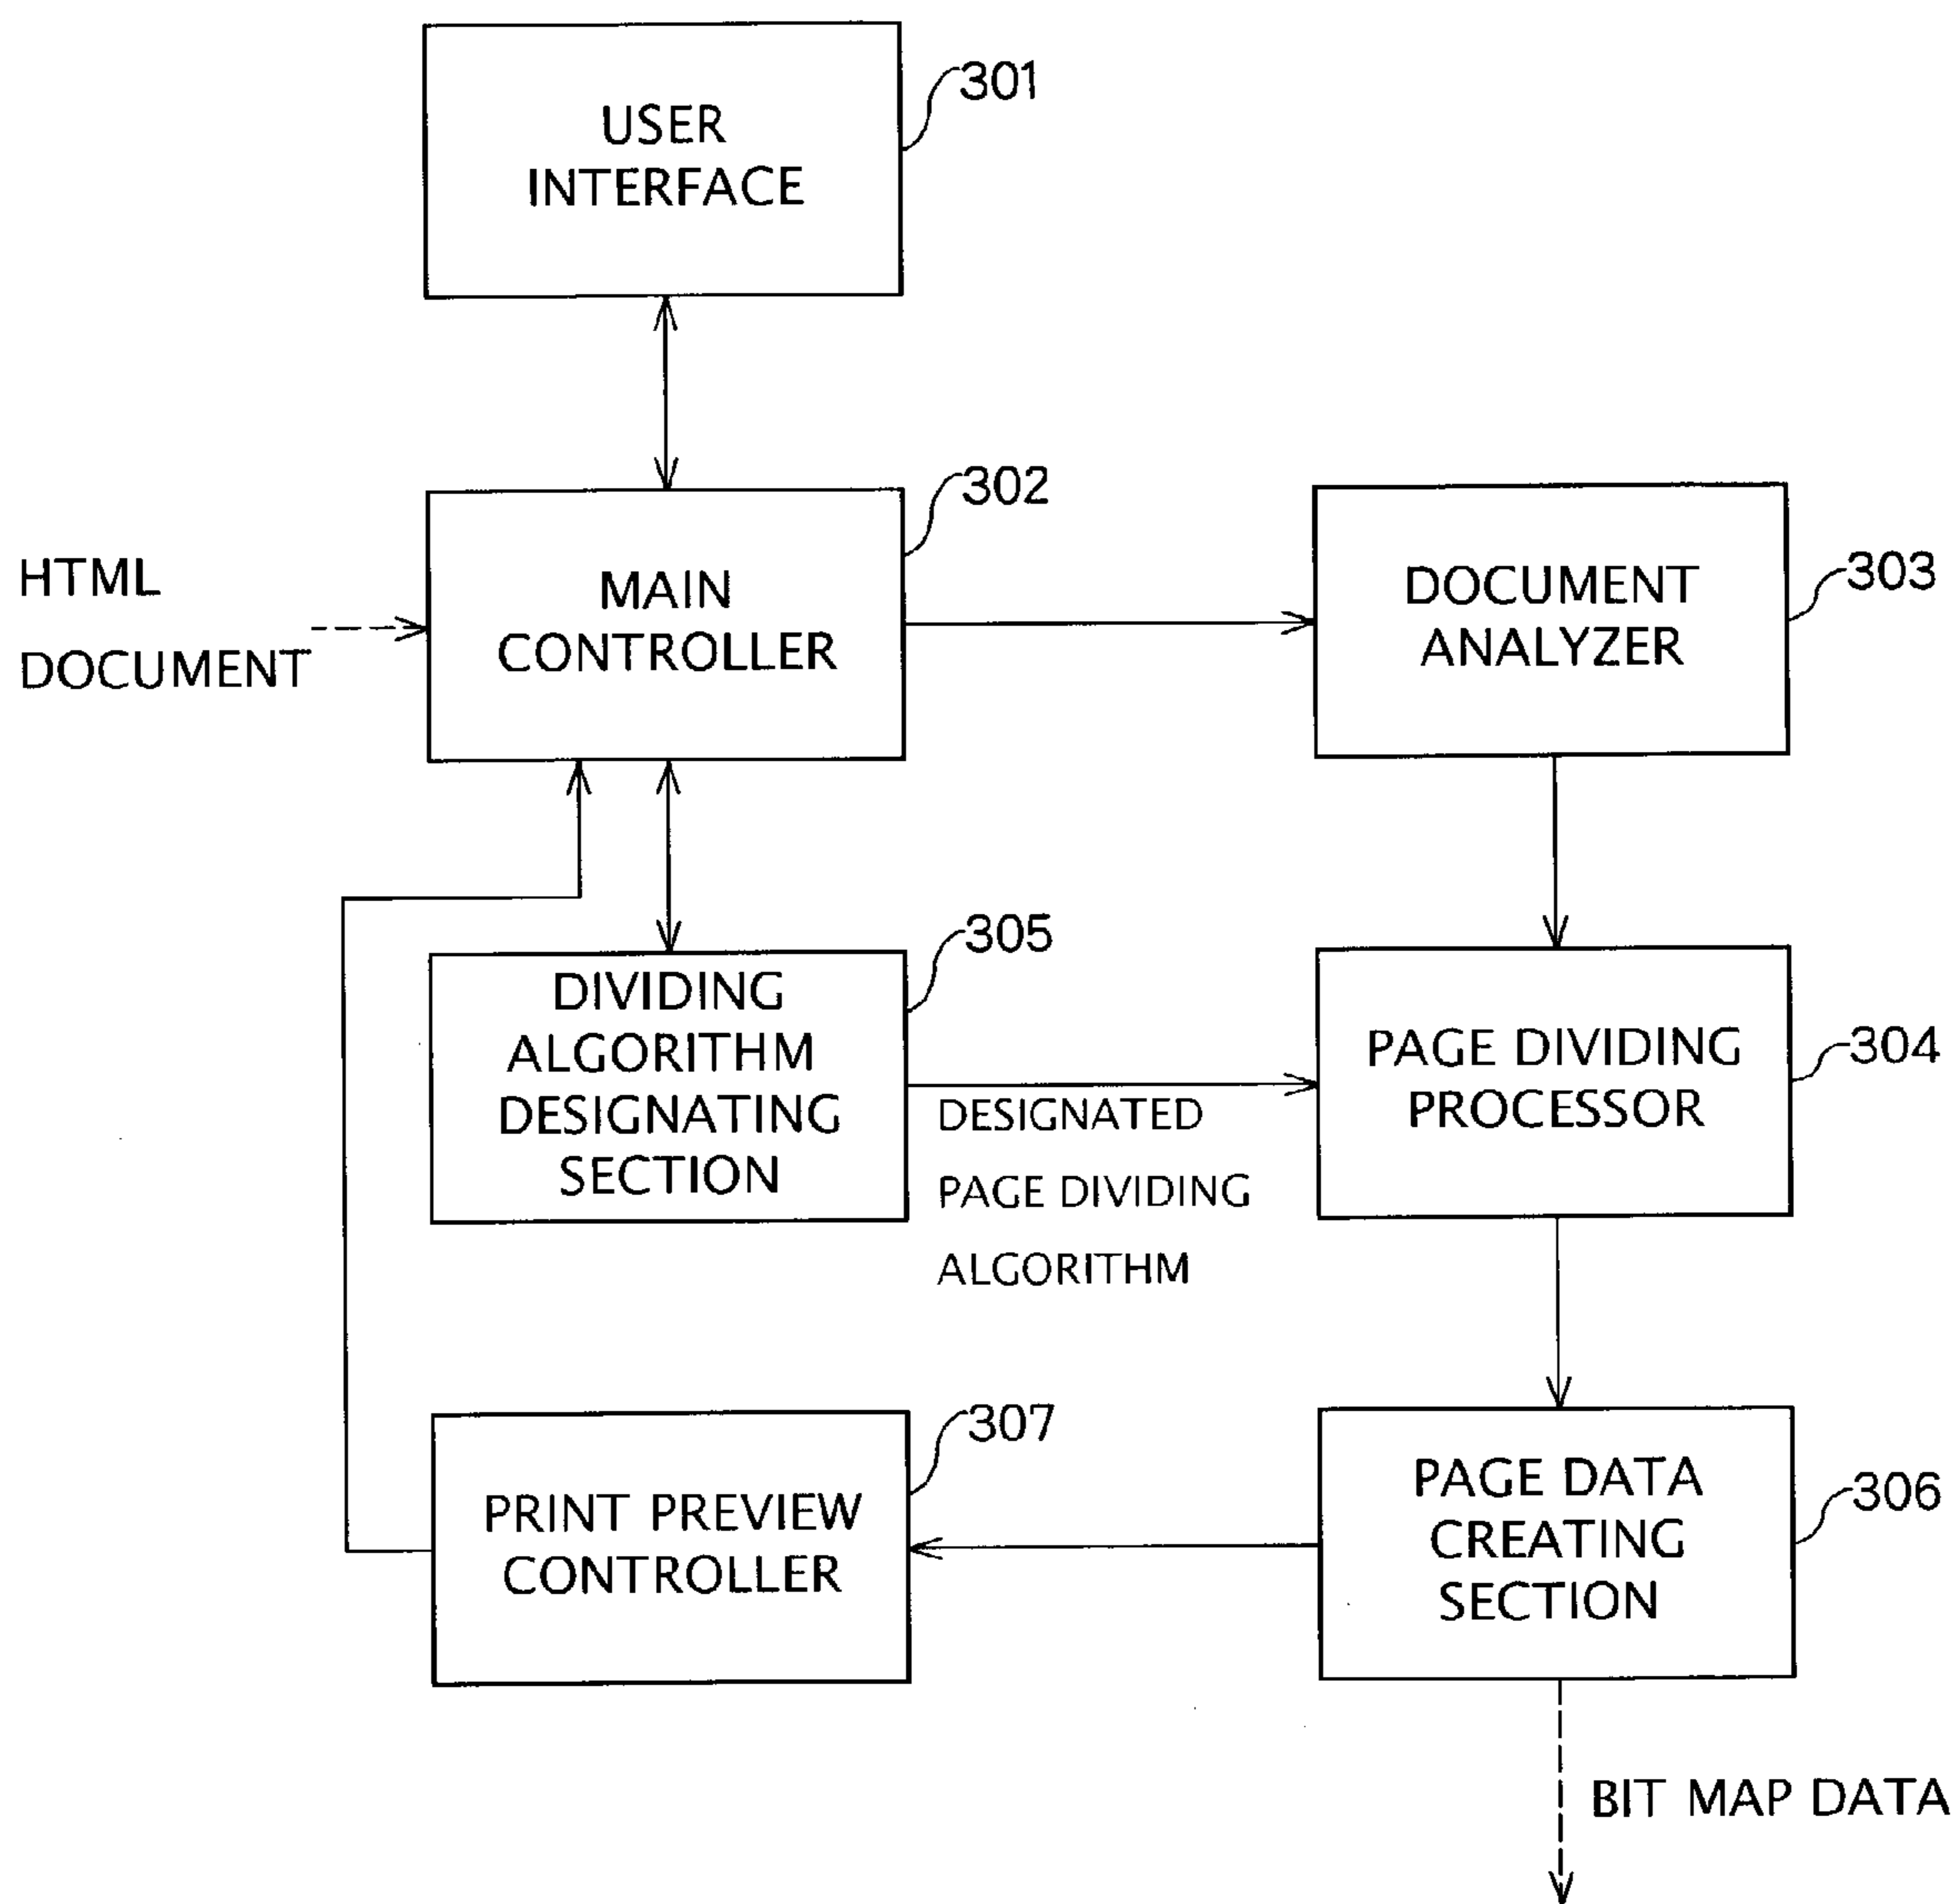 USER
INTERFACE
301
HTML
DOCUMENT
MAIN
CONTROLLER
302
DOCUMENT
ANALYZER
303
DIVIDING
ALGORITHM
DESIGNATING
SECTION
305
DESIGNATED
PAGE DIVIDING
ALGORITHM
PAGE DIVIDING
PROCESSOR
304
PRINT PREVIEW
CONTROLLER
307
PAGE DATA
CREATING
SECTION
306
BIT MAP DATA